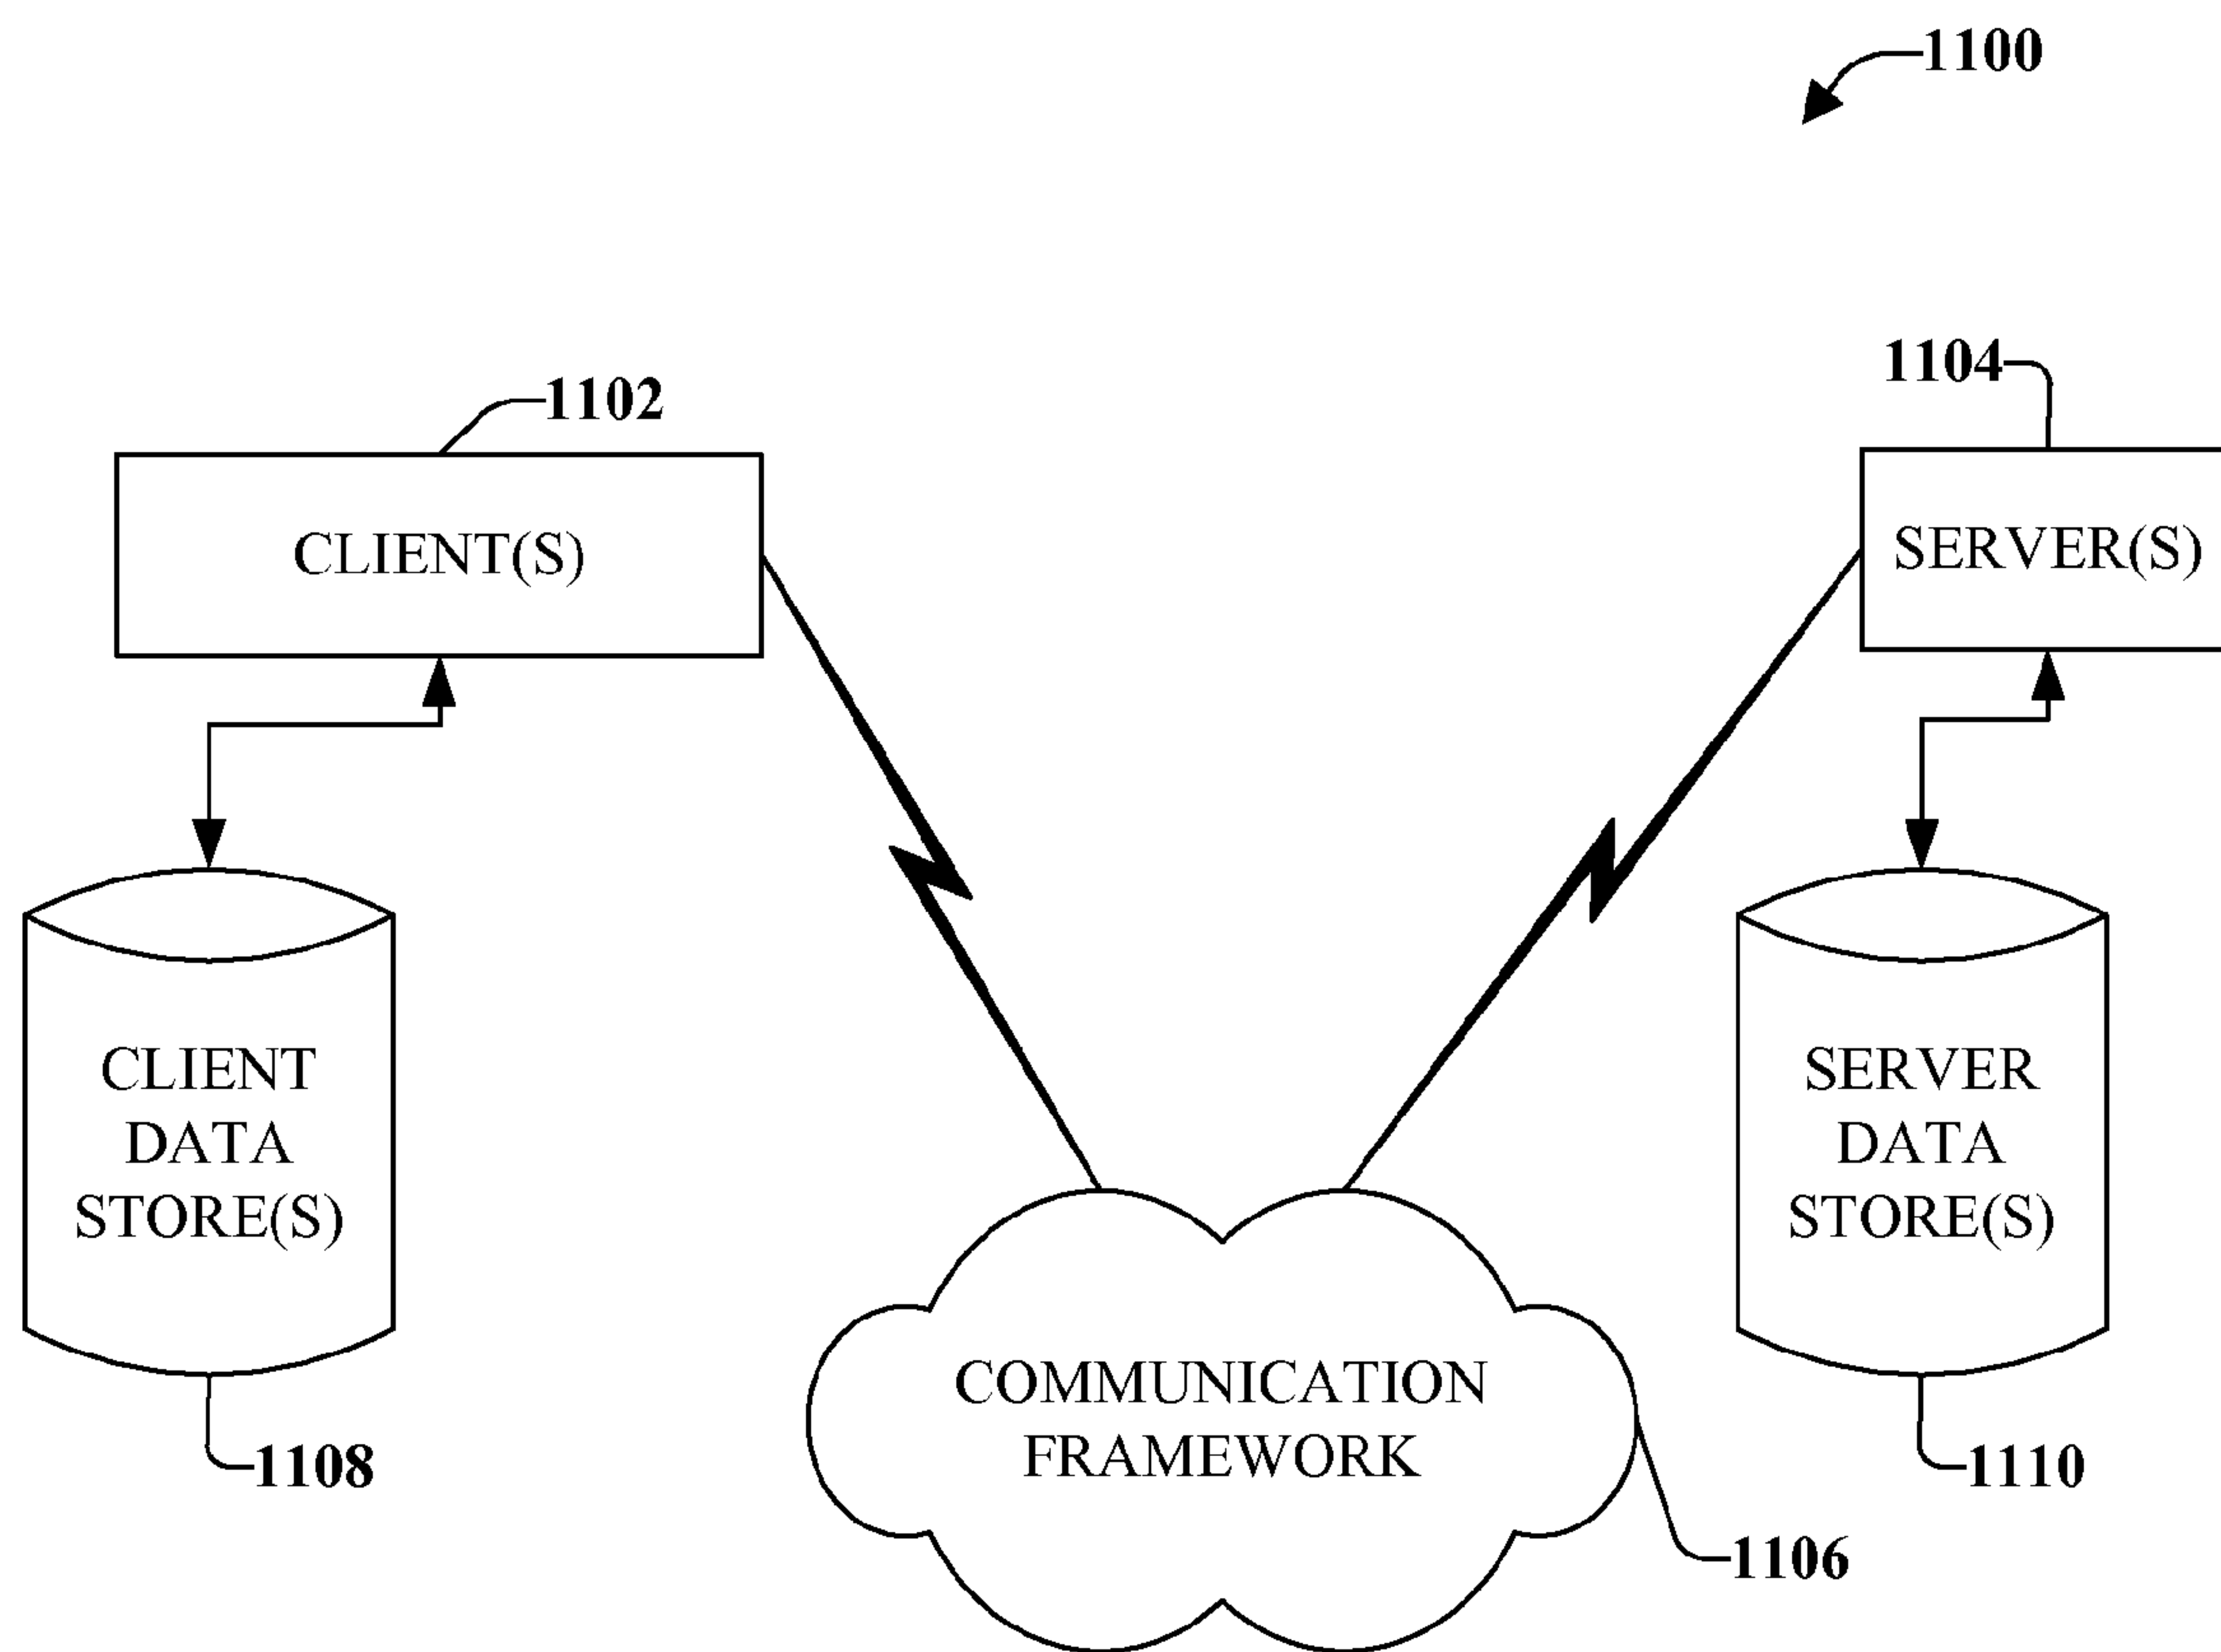 1100
1102
1104
CLIENT(S)
SERVER(S)
CLIENT
DATA
STORE(S)
SERVER
DATA
STORE(S)
COMMUNICATION
FRAMEWORK
1108
1110
1106